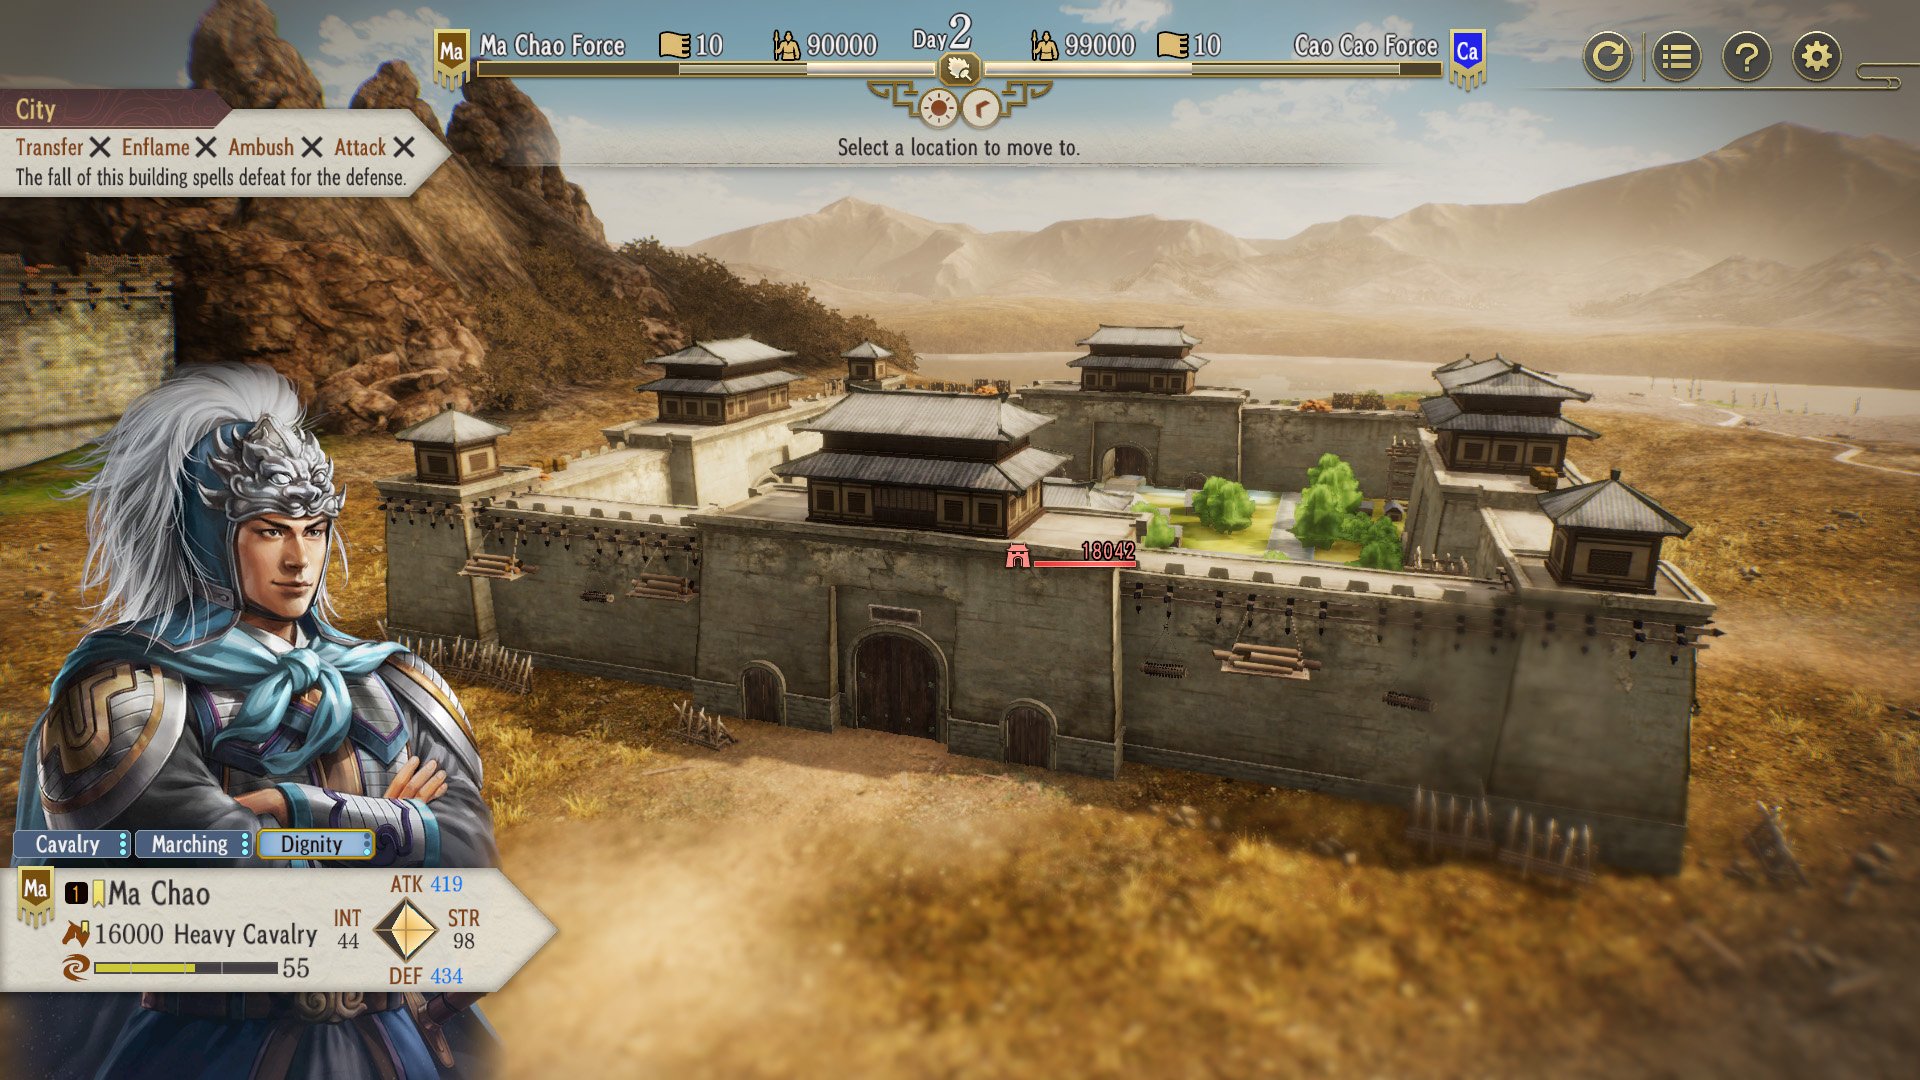 Ma Ma Chao Force 10 90000 Day 2 99000 10 Cao Cao Force Ca
City
Transfer Enflame Ambush Attack
Select a location to move to.
The fall of this building spells defeat for the defense.
18042
Cavalry Marching Dignity
Ma 1 Ma Chao
16000 Heavy Cavalry
55
ATK 419
INT 44
STR 98
DEF 434